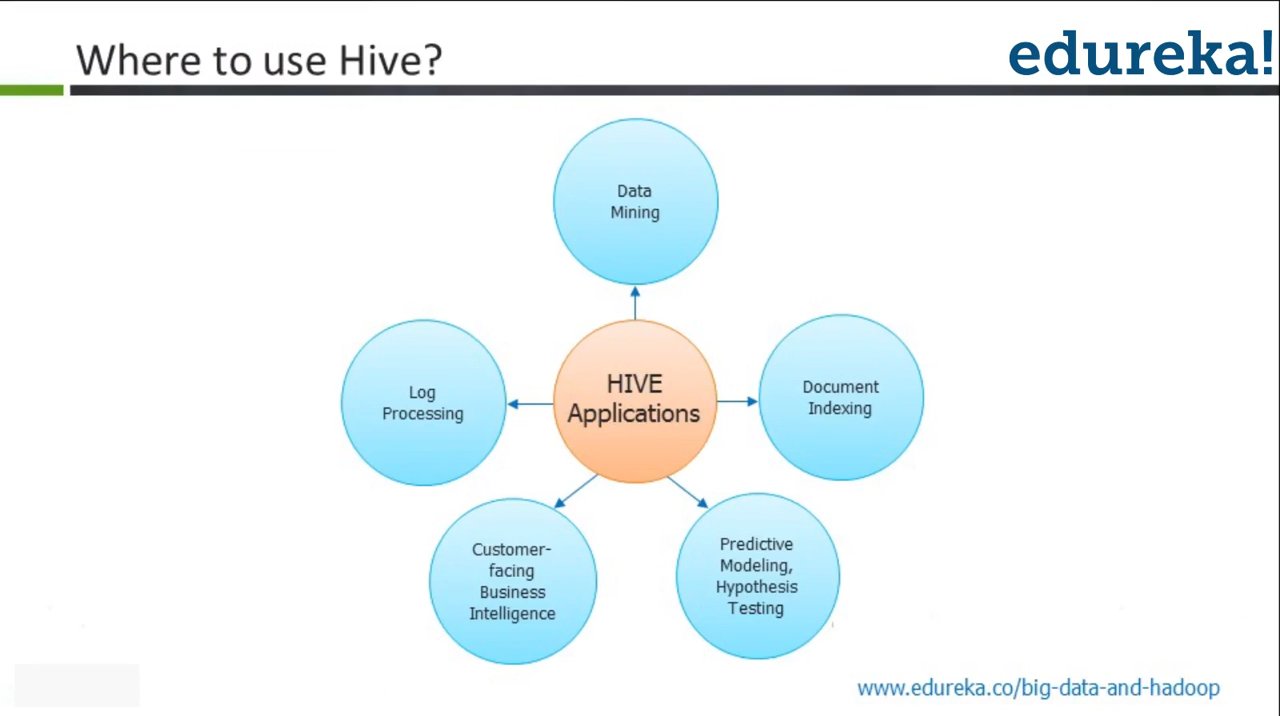 Where to use Hive?
edureka!
Data
Mining
HIVE
Applications
Log
Processing
Document
Indexing
Customer-
facing
Business
Intelligence
Predictive
Modeling,
Hypothesis
Testing
www.edureka.co/big-data-and-hadoop